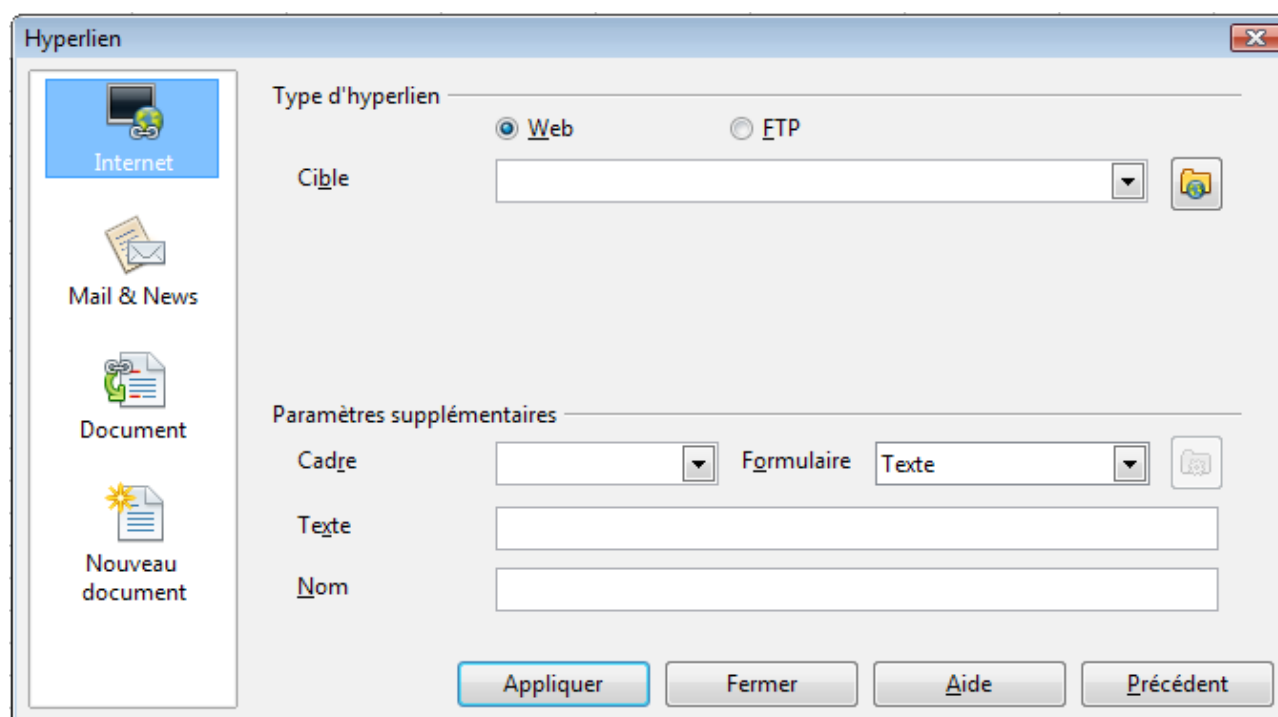 Hyperlien
Internet
Mail & News
Document
Nouveau
document
Type d'hyperlien
Web FTP
Cible
Paramètres supplémentaires
Cadre Formulaire Texte
Texte
Nom
Appliquer Fermer Aide Précédent